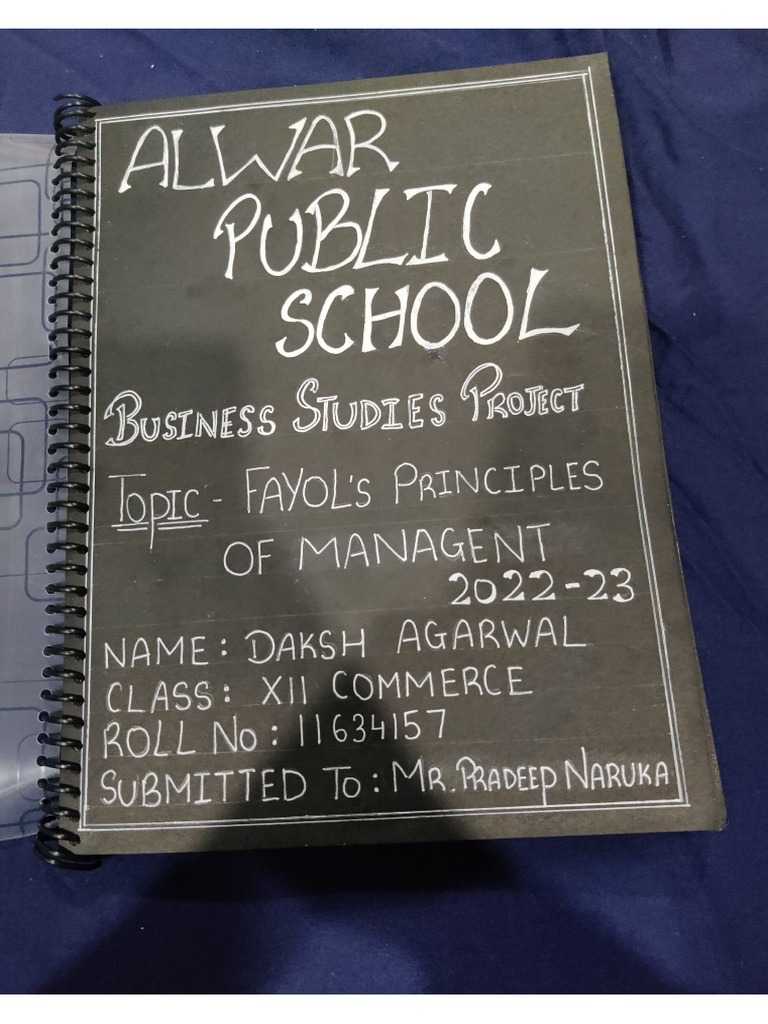 ALWAR
PUBLIC
SCHOOL
BUSINESS STUDIES PROJECT
TOPIC - FAYOL'S PRINCIPLES
OF MANAGENT
2022-23
NAME: DAKSH AGARWAL
CLASS: XII COMMERCE
ROLL No: 11634157
SUBMITTED To: MR. PRADEEP NARUKA